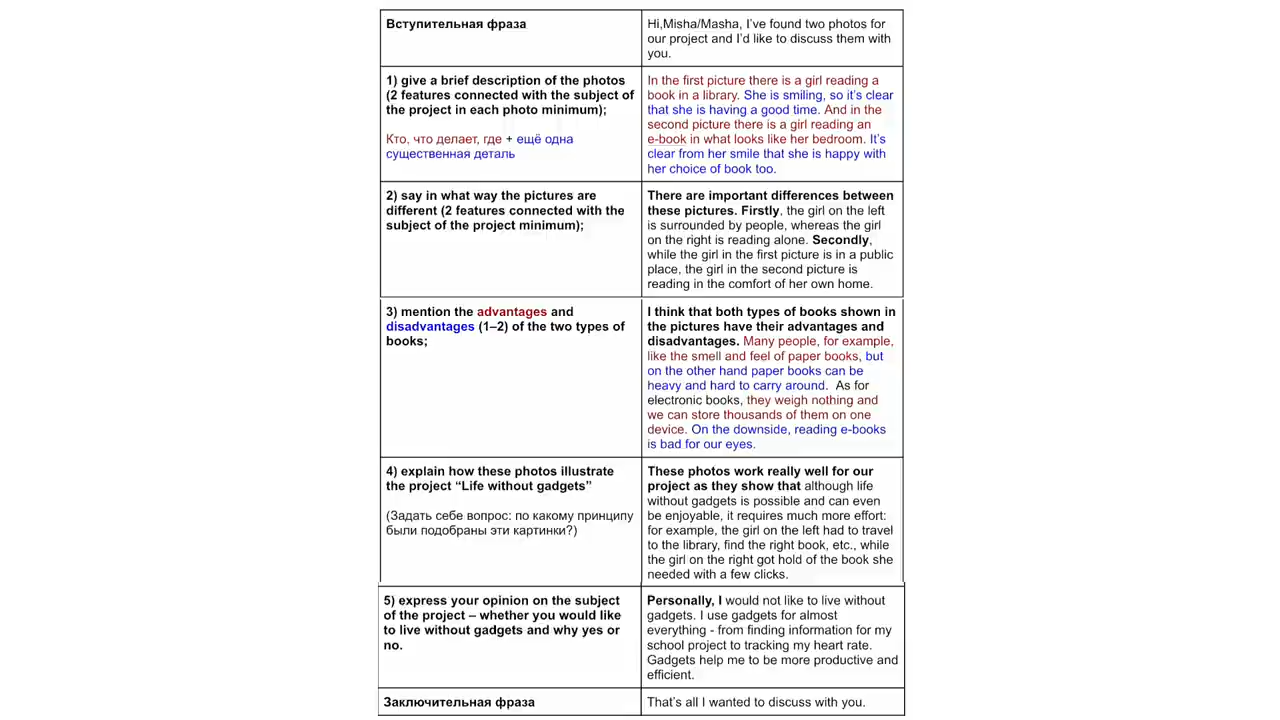 Вступительная фраза
Hi,Misha/Masha, I've found two photos for
our project and I'd like to discuss them with
you.
1) give a brief description of the photos
(2 features connected with the subject of
the project in each photo minimum);
Кто, что делает, где + ещё одна
существенная деталь
In the first picture there is a girl reading a
book in a library. She is smiling, so it's clear
that she is having a good time. And in the
second picture there is a girl reading an
e-book in what looks like her bedroom. It's
clear from her smile that she is happy with
her choice of book too.
2) say in what way the pictures are
different (2 features connected with the
subject of the project minimum);
There are important differences between
these pictures. Firstly, the girl on the left
is surrounded by people, whereas the girl
on the right is reading alone. Secondly,
while the girl in the first picture is in a public
place, the girl in the second picture is
reading in the comfort of her own home.
3) mention the advantages and
disadvantages (1–2) of the two types of
books;
I think that both types of books shown in
the pictures have their advantages and
disadvantages. Many people, for example,
like the smell and feel of paper books, but
on the other hand paper books can be
heavy and hard to carry around. As for
electronic books, they weigh nothing and
we can store thousands of them on one
device. On the downside, reading e-books
is bad for our eyes.
4) explain how these photos illustrate
the project “Life without gadgets”
(Задать себе вопрос: по какому принципу
были подобраны эти картинки?)
These photos work really well for our
project as they show that although life
without gadgets is possible and can even
be enjoyable, it requires much more effort:
for example, the girl on the left had to travel
to the library, find the right book, etc., while
the girl on the right got hold of the book she
needed with a few clicks.
5) express your opinion on the subject
of the project – whether you would like
to live without gadgets and why yes or
no.
Personally, I would not like to live without
gadgets. I use gadgets for almost
everything - from finding information for my
school project to tracking my heart rate.
Gadgets help me to be more productive and
efficient.
Заключительная фраза
That's all I wanted to discuss with you.